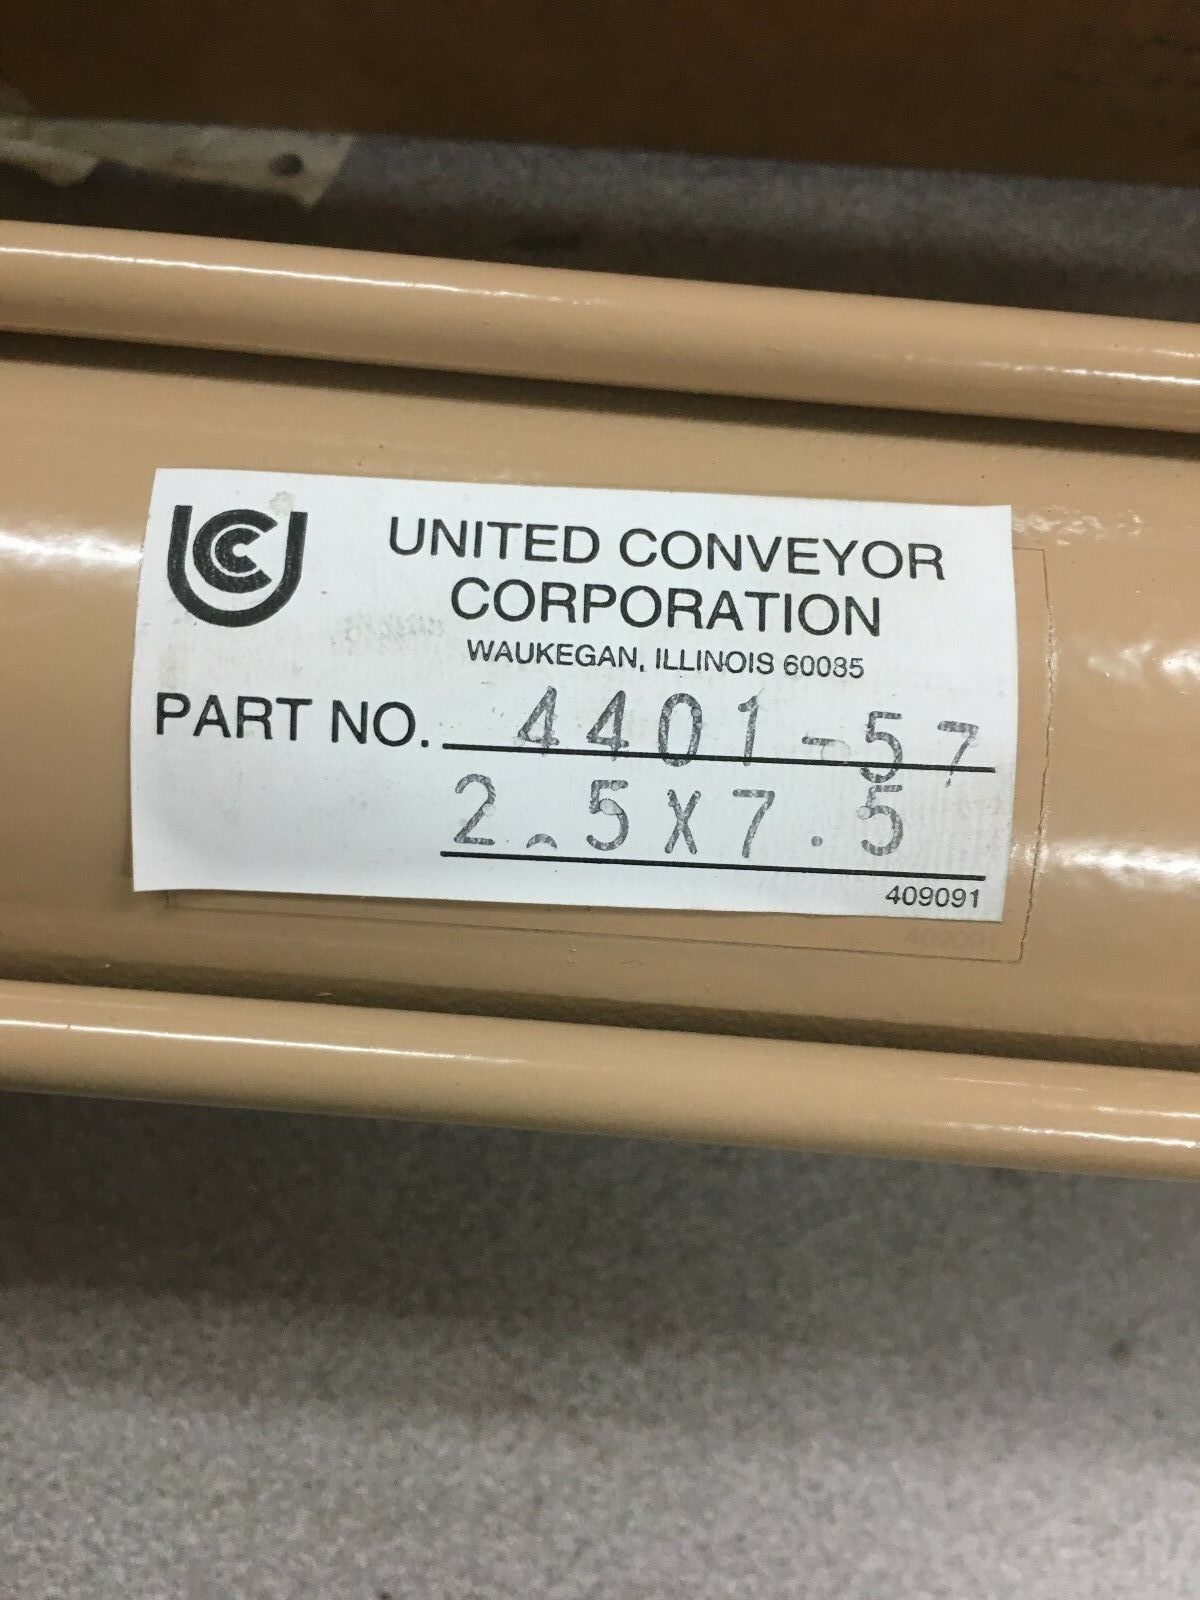 UCC
UNITED CONVEYOR
CORPORATION
WAUKEGAN, ILLINOIS 60085
PART NO. 4401-57
2.5X7.5
409091